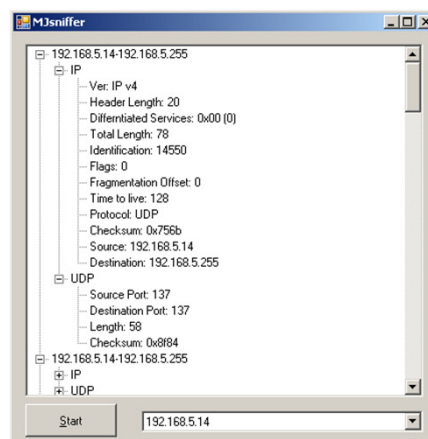 MJsniffer
192.168.5.14-192.168.5.255
IP
Ver: IP v4
Header Length: 20
Differntiated Services: 0x00 (0)
Total Length: 78
Identification: 14550
Flags: 0
Fragmentation Offset: 0
Time to live: 128
Protocol: UDP
Checksum: 0x756b
Source: 192.168.5.14
Destination: 192.168.5.255
UDP
Source Port: 137
Destination Port: 137
Length: 58
Checksum: 0x8f84
192.168.5.14-192.168.5.255
IP
UDP
Start
192.168.5.14